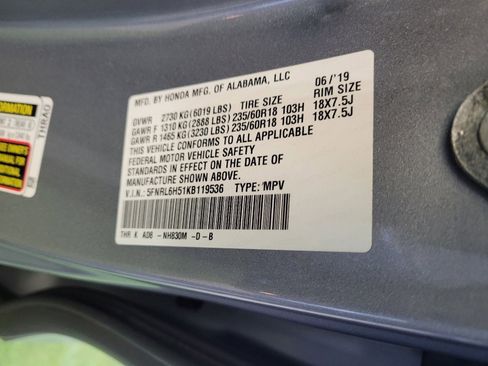 MFD. BY HONDA MFG. OF ALABAMA, LLC 06/'19
GVWR 2730 KG(6019 LBS) TIRE SIZE RIM SIZE
GAWR F 1310 KG(2888 LBS) 235/60R18 103H 18X7.5J
GAWR R 1465 KG(3230 LBS) 235/60R18 103H 18X7.5J
THIS VEHICLE CONFORMS TO ALL APPLICABLE
FEDERAL MOTOR VEHICLE SAFETY
STANDARDS IN EFFECT ON THE DATE OF
MANUFACTURE SHOWN ABOVE.
V.I.N.: 5FNRL6H51KB119536 TYPE: MPV
THR K AD8 -NH830M -D -B
THRA0